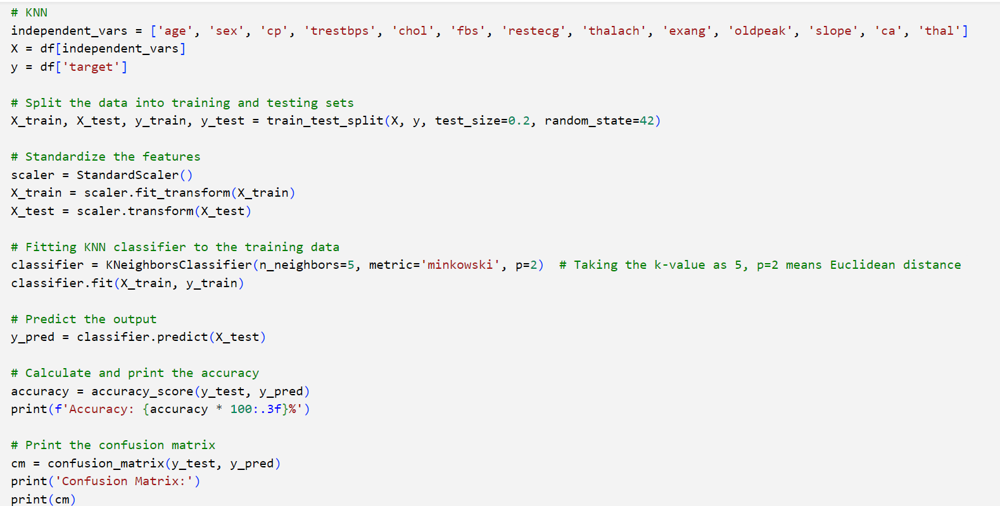 # KNN
independent_vars = ['age', 'sex', 'cp', 'trestbps', 'chol', 'fbs', 'restecg', 'thalach', 'exang', 'oldpeak', 'slope', 'ca', 'thal']
X = df[independent_vars]
y = df['target']
# Split the data into training and testing sets
X_train, X_test, y_train, y_test = train_test_split(X, y, test_size=0.2, random_state=42)
# Standardize the features
scaler = StandardScaler()
X_train = scaler.fit_transform(X_train)
X_test = scaler.transform(X_test)
# Fitting KNN classifier to the training data
classifier = KNeighborsClassifier(n_neighbors=5, metric='minkowski', p=2)  # Taking the k-value as 5, p=2 means Euclidean distance
classifier.fit(X_train, y_train)
# Predict the output
y_pred = classifier.predict(X_test)
# Calculate and print the accuracy
accuracy = accuracy_score(y_test, y_pred)
print(f'Accuracy: {accuracy * 100:.3f}%')
# Print the confusion matrix
cm = confusion_matrix(y_test, y_pred)
print('Confusion Matrix:')
print(cm)